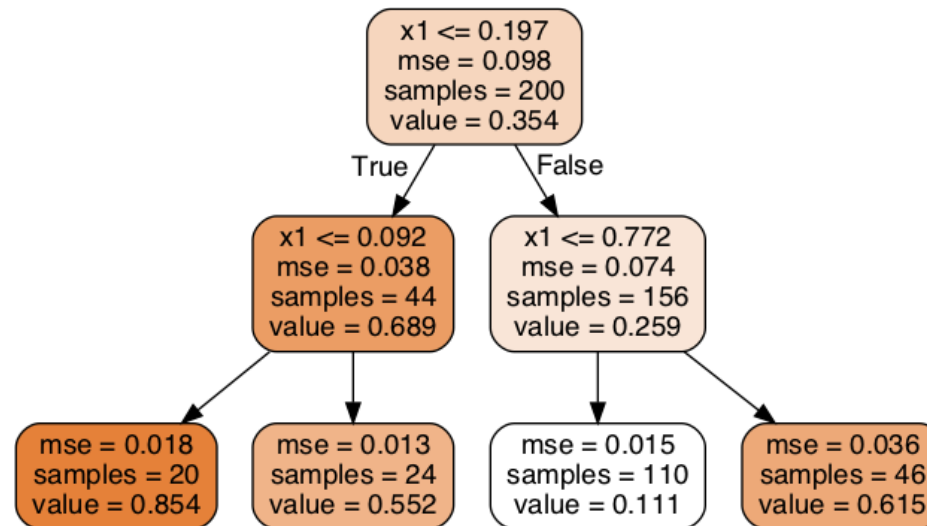 x1 <= 0.197
mse = 0.098
samples = 200
value = 0.354
True
False
x1 <= 0.092
mse = 0.038
samples = 44
value = 0.689
x1 <= 0.772
mse = 0.074
samples = 156
value = 0.259
mse = 0.018
samples = 20
value = 0.854
mse = 0.013
samples = 24
value = 0.552
mse = 0.015
samples = 110
value = 0.111
mse = 0.036
samples = 46
value = 0.615